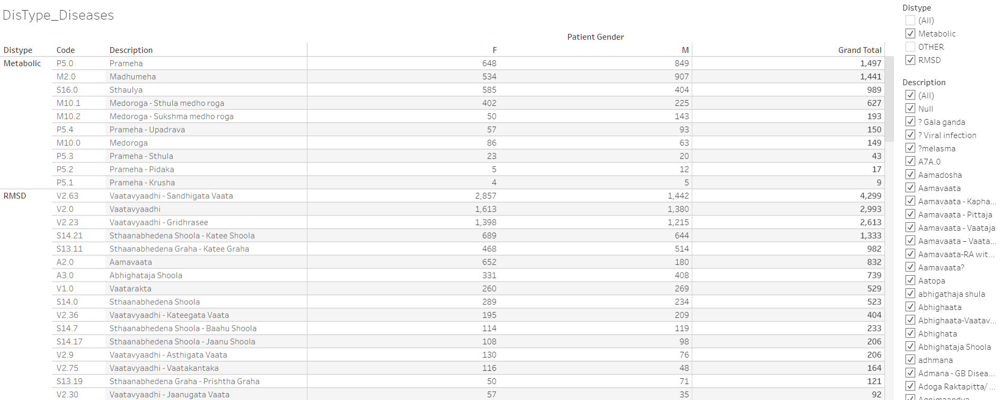 DisType_Diseases
Patient Gender
Distype Code Description F M Grand Total
Metabolic P5.0 Prameha 648 849 1,497
M2.0 Madhumeha 534 907 1,441
S16.0 Sthaulya 585 404 989
M10.1 Medoroga - Sthula medho roga 402 225 627
M10.2 Medoroga - Sukshma medho roga 50 143 193
P5.4 Prameha - Upadrava 57 93 150
M10.0 Medoroga 86 63 149
P5.3 Prameha - Sthula 23 20 43
P5.2 Prameha - Pidaka 5 12 17
P5.1 Prameha - Krusha 4 5 9
RMSD V2.63 Vaatavyaadhi - Sandhigata Vaata 2,857 1,442 4,299
V2.0 Vaatavyaadhi 1,613 1,380 2,993
V2.23 Vaatavyaadhi - Gridhrasee 1,398 1,215 2,613
S14.21 Sthaanabhedena Shoola - Katee Shoola 689 644 1,333
S13.11 Sthaanabhedena Graha - Katee Graha 468 514 982
A2.0 Aamavaata 652 180 832
A3.0 Abhighataja Shoola 331 408 739
V1.0 Vaatarakta 260 269 529
S14.0 Sthaanabhedena Shoola 289 234 523
V2.36 Vaatavyaadhi - Kateegata Vaata 195 209 404
S14.7 Sthaanabhedena Shoola - Baahu Shoola 114 119 233
S14.17 Sthaanabhedena Shoola - Jaanu Shoola 108 98 206
V2.9 Vaatavyaadhi - Asthigata Vaata 130 76 206
V2.75 Vaatavyaadhi - Vaatakantaka 116 48 164
S13.19 Sthaanabhedena Graha - Prishtha Graha 50 71 121
V2.30 Vaatavyaadhi - Jaanugata Vaata 57 35 92
Distype
(All)
Metabolic
OTHER
RMSD
Description
(All)
Null
? Gala ganda
? Viral infection
?melasma
A7A.0
Aamadosha
Aamavaata
Aamavaata - Kapha...
Aamavaata - Pittaja
Aamavaata - Vaataja
Aamavaata – Vaata...
Aamavaata-RA wit...
Aamavaata?
Aatopa
abhigathaja shula
Abhighaata
Abhighaata-Vaatav...
Abhighata
Abhighataja Shoola
adhmana
Admana - GB Disea...
Adoga Raktapitta/ ...